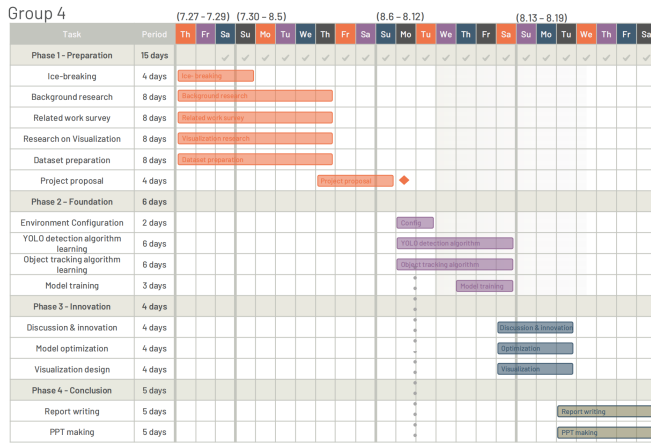 Group 4
(7.27 - 7.29) (7.30 - 8.5) (8.6 - 8.12) (8.13 - 8.19)
Task Period Th Fr Sa Su Mo Tu We Th Fr Sa Su Mo Tu We Th Fr Sa Su Mo Tu We Th Fr Sa
Phase 1 - Preparation 15 days
Ice-breaking 4 days Ice- breaking
Background research 8 days Background research
Related work survey 8 days Related work survey
Research on Visualization 8 days Visualization research
Dataset preparation 8 days Dataset preparation
Project proposal 4 days Project proposal
Phase 2 - Foundation 6 days
Environment Configuration 2 days Config
YOLO detection algorithm
learning 6 days YOLO detection algorithm
Object tracking algorithm
learning 6 days Object tracking algorithm
Model training 3 days Model training
Phase 3 - Innovation 4 days
Discussion & innovation 4 days Discussion & innovation
Model optimization 4 days Optimization
Visualization design 4 days Visualization
Phase 4 - Conclusion 5 days
Report writing 5 days Report writing
PPT making 5 days PPT making